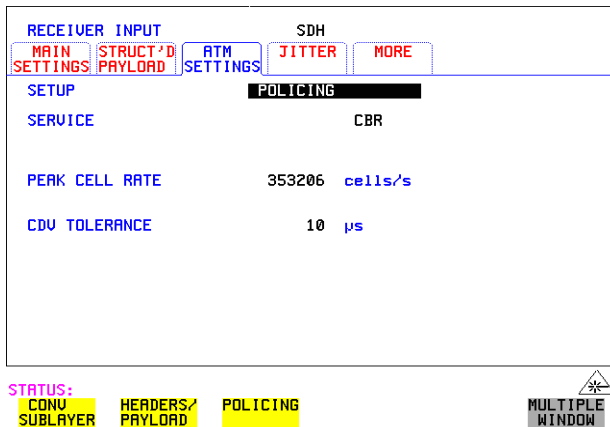 RECEIVER INPUT SDH
MAIN SETTINGS STRUCT'D PAYLOAD ATM SETTINGS JITTER MORE
SETUP POLICING
SERVICE CBR
PEAK CELL RATE 353206 cells/s
CDV TOLERANCE 10 µs
STATUS:
CONV SUBLAYER HEADERS/ PAYLOAD POLICING MULTIPLE WINDOW